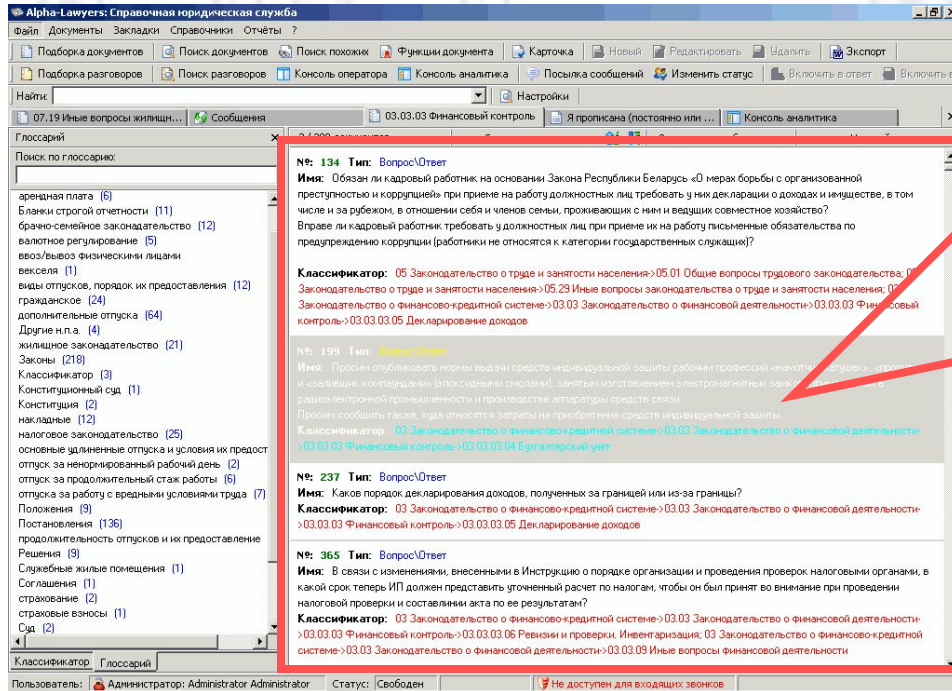 Alpha-Lawyers: Справочная юридическая служба
Файл Документы Закладки Справочники Отчёты ?
Подборка документов Поиск документов Поиск похожих Функции документа Карточка Новый Редактировать Удалить Экспорт
Подборка разговоров Поиск разговоров Консоль оператора Консоль аналитика Посылка сообщений Изменить статус Включить в ответ Включить в
Найти: Настройки
07.19 Иные вопросы жилищн... Сообщения 03.03.03 Финансовый контроль Я прописана (постоянно или ... Консоль аналитика
Глоссарий
Поиск по глоссарию:
арендная плата (6)
Бланки строгой отчетности (11)
брачно-семейное законадательство (12)
валютное регулирование (5)
ввоз/вывоз физическими лицами
векселя (1)
виды отпусков, порядок их предоставления (12)
гражданское (24)
дополнительные отпуска (64)
Другие н.п.а. (4)
жилищное законадательство (21)
Законы (218)
Классификатор (3)
Конституционный суд (1)
Конституция (2)
накладные (12)
налоговое законодательство (25)
основные удлиненные отпуска и условия их предост
отпуск за ненормированный рабочий день (2)
отпуск за продолжительный стаж работы (6)
отпуска за работу с вредными условиями труда (7)
Положения (9)
Постановления (136)
продолжительность отпусков и их предоставление
Решения (9)
Служебные жилые помещения (1)
Соглашения (1)
страхование (2)
страховые взносы (1)
Суд (2)
Классификатор Глоссарий
№: 134 Тип: Вопрос\Ответ
Имя: Обязан ли кадровый работник на основании Закона Республики Беларусь «О мерах борьбы с организованной
преступностью и коррупцией» при приеме на работу должностных лиц требовать у них декларации о доходах и имуществе, в том
числе и за рубежом, в отношении себя и членов семьи, проживающих с ним и ведущих совместное хозяйство?
Вправе ли кадровый работник требовать у должностных лиц при приеме их на работу письменные обязательства по
предупреждению коррупции (работники не относятся к категории государственных служащих)?
Классификатор: 05 Законодательство о труде и занятости населения->05.01 Общие вопросы трудового законодательства;
Законодательство о труде и занятости населения->05.29 Иные вопросы законодательства о труде и занятости населения; 03
Законодательство о финансово-кредитной системе->03.03 Законодательство о финансовой деятельности->03.03.03 Финансовый
контроль->03.03.03.05 Декларирование доходов
№: 199 Тип: Вопрос\Ответ
Имя: Просим опубликовать нормы выдачи средств индивидуальной защиты рабочим профессий «намотчик катушек»,
и «заливщик компаундами» (эпоксидными смолами), занятым изготовлением электромагнитных
радиоэлектронной промышленности и производстве аппаратуры средств связи.
Просим сообщить также, куда относятся затраты на приобретение средств индивидуальной защиты.
Классификатор: 03 Законодательство о финансово-кредитной системе->03.03 Законодательство о финансовой деятельности-
>03.03.03 Финансовый контроль->03.03.03.04 Бухгалтерский учет
№: 237 Тип: Вопрос\Ответ
Имя: Каков порядок декларирования доходов, полученных за границей или из-за границы?
Классификатор: 03 Законодательство о финансово-кредитной системе->03.03 Законодательство о финансовой деятельности-
>03.03.03 Финансовый контроль->03.03.03.05 Декларирование доходов
№: 365 Тип: Вопрос\Ответ
Имя: В связи с изменениями, внесенными в Инструкцию о порядке организации и проведения проверок налоговыми органами, в
какой срок теперь ИП должен представить уточненный расчет по налогам, чтобы он был принят во внимание при проведении
налоговой проверки и составлинии акта по ее результатам?
Классификатор: 03 Законодательство о финансово-кредитной системе->03.03 Законодательство о финансовой деятельности-
>03.03.03 Финансовый контроль->03.03.03.06 Ревизии и проверки. Инвентаризация; 03 Законодательство о финансово-кредитной
системе->03.03 Законодательство о финансовой деятельности->03.03.09 Иные вопросы финансовой деятельности
Пользователь: Администратор: Administrator Administrator Статус: Свободен Не доступен для входящих звонков